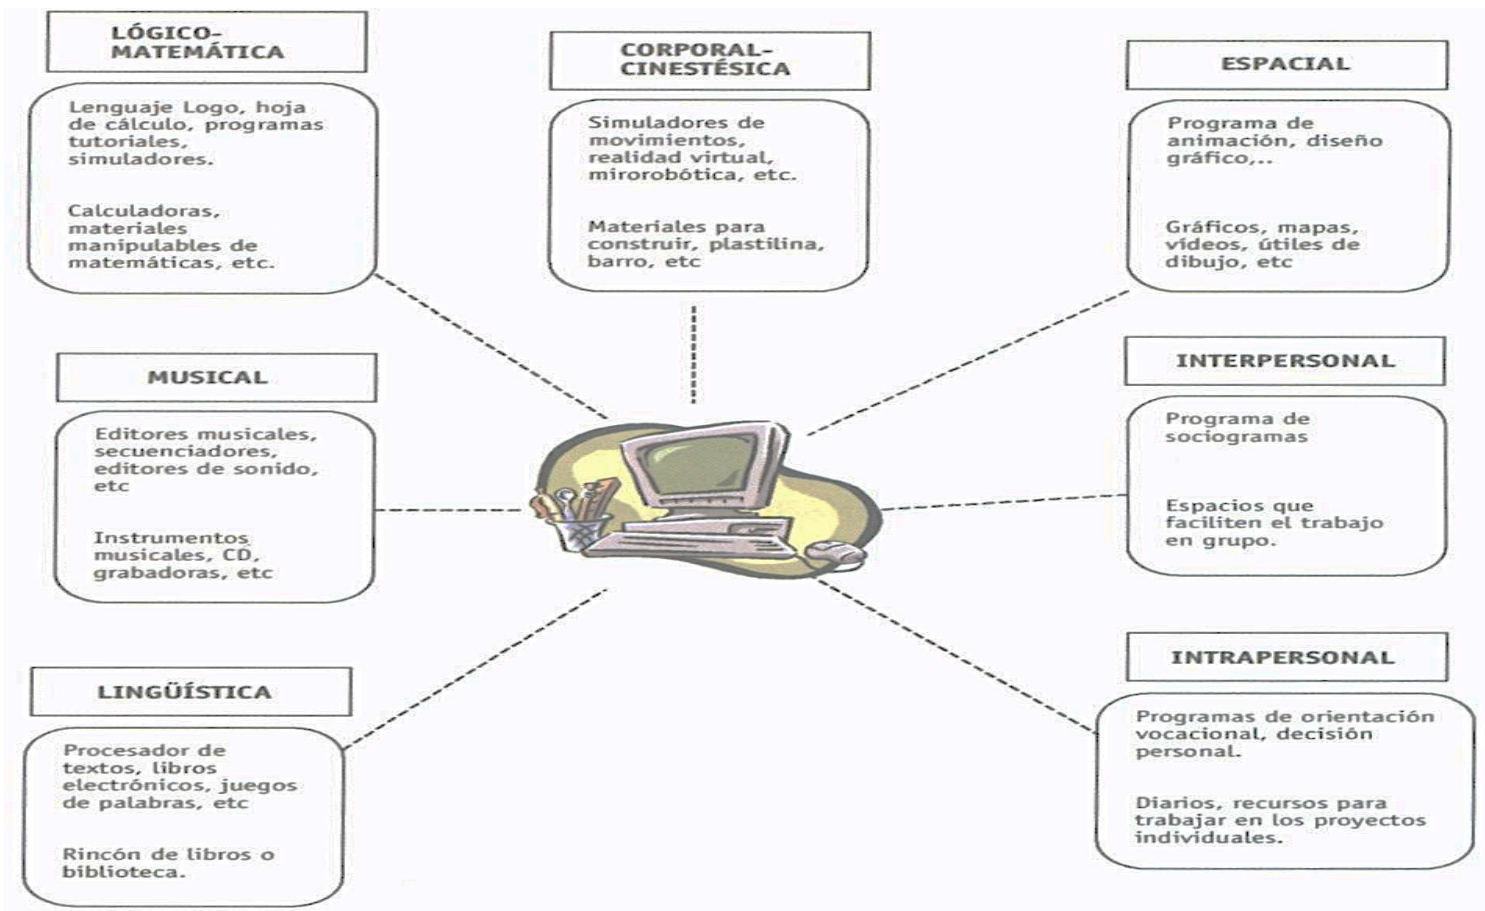 LÓGICO-
MATEMÁTICA
Lenguaje Logo, hoja
de cálculo, programas
tutoriales,
simuladores.
Calculadoras,
materiales
manipulables de
matemáticas, etc.
CORPORAL-
CINESTÉSICA
Simuladores de
movimientos,
realidad virtual,
mirorobótica, etc.
Materiales para
construir, plastilina,
barro, etc
ESPACIAL
Programa de
animación, diseño
gráfico,..
Gráficos, mapas,
vídeos, útiles de
dibujo, etc
MUSICAL
Editores musicales,
secuenciadores,
editores de sonido,
etc
Instrumentos
musicales, CD,
grabadoras, etc
INTERPERSONAL
Programa de
sociogramas
Espacios que
faciliten el trabajo
en grupo.
LINGÜÍSTICA
Procesador de
textos, libros
electrónicos, juegos
de palabras, etc
Rincón de libros o
biblioteca.
INTRAPERSONAL
Programas de orientación
vocacional, decisión
personal.
Diarios, recursos para
trabajar en los proyectos
individuales.